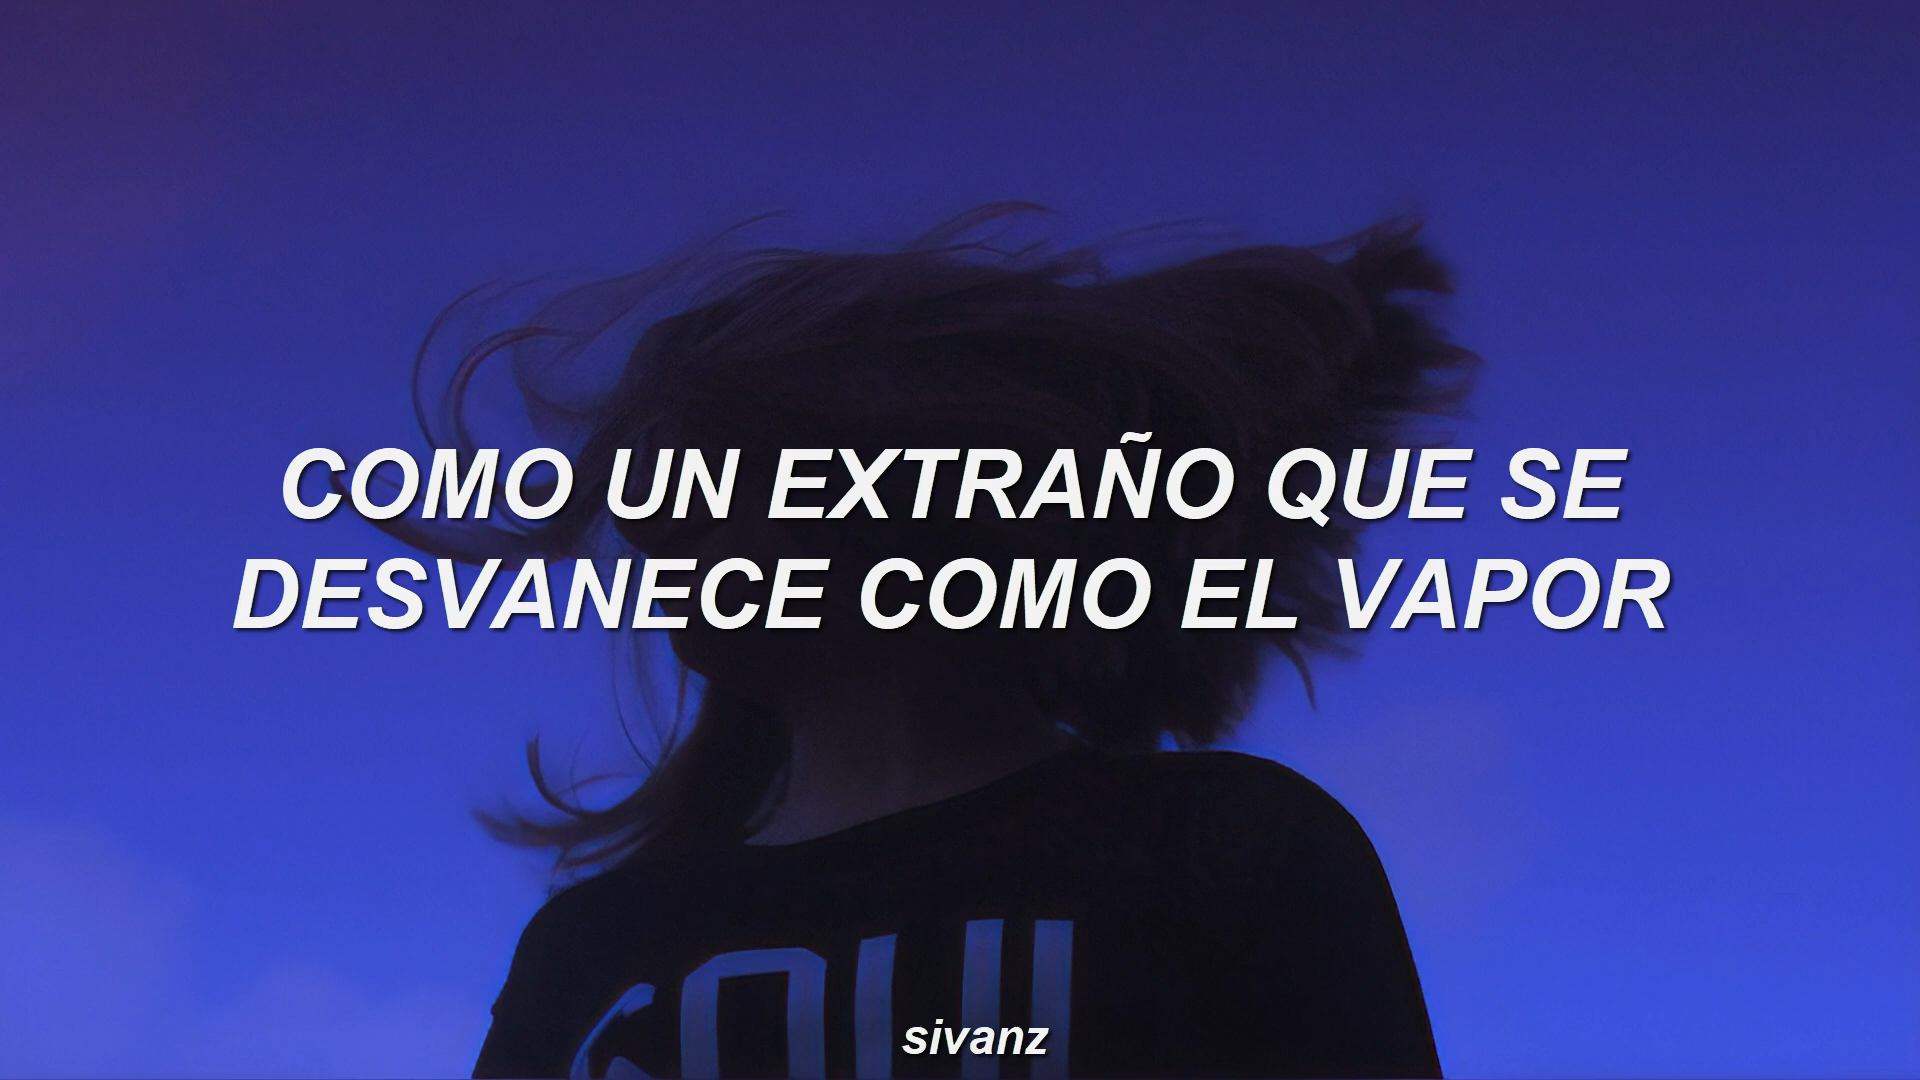 COMO UN EXTRAÑO QUE SE
DESVANECE COMO EL VAPOR
sivanz